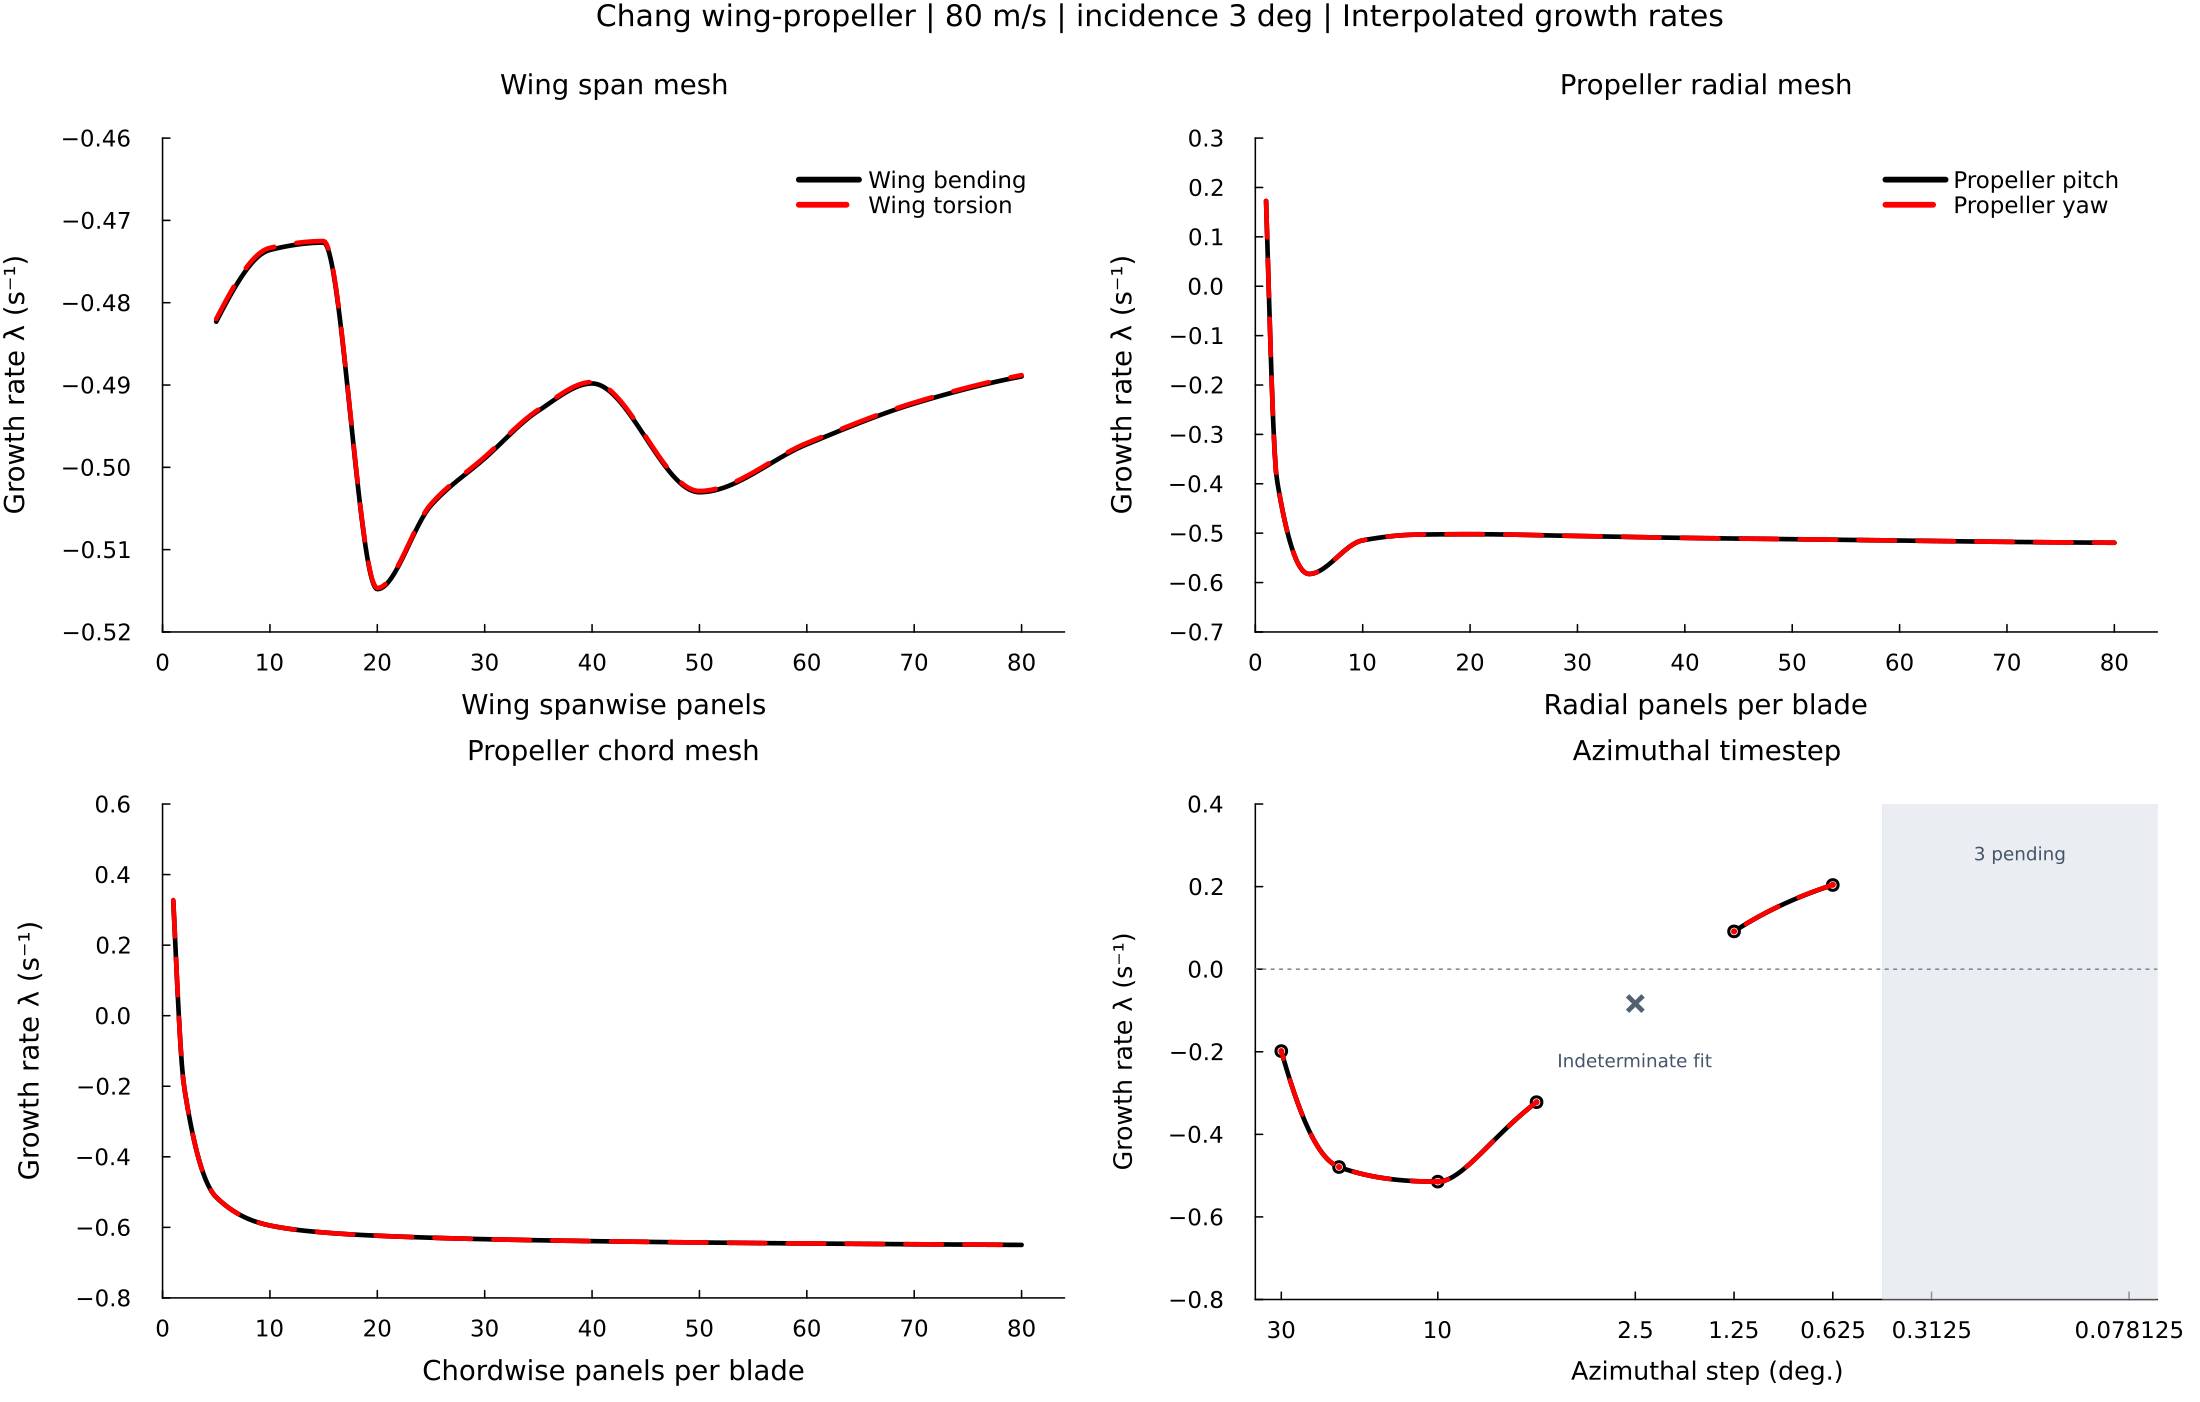 Chang wing-propeller | 80 m/s | incidence 3 deg | Interpolated growth rates
Wing span mesh
−0.46
−0.47
−0.48
−0.49
−0.50
−0.51
−0.52
Growth rate λ (s⁻¹)
Wing bending
Wing torsion
0 10 20 30 40 50 60 70 80
Wing spanwise panels
Propeller radial mesh
0.3
0.2
0.1
0.0
−0.1
−0.2
−0.3
−0.4
−0.5
−0.6
−0.7
Growth rate λ (s⁻¹)
Propeller pitch
Propeller yaw
0 10 20 30 40 50 60 70 80
Radial panels per blade
Propeller chord mesh
0.6
0.4
0.2
0.0
−0.2
−0.4
−0.6
−0.8
Growth rate λ (s⁻¹)
0 10 20 30 40 50 60 70 80
Chordwise panels per blade
Azimuthal timestep
0.4
0.2
0.0
−0.2
−0.4
−0.6
−0.8
Growth rate λ (s⁻¹)
3 pending
Indeterminate fit
30 10 2.5 1.25 0.625 0.3125 0.078125
Azimuthal step (deg.)